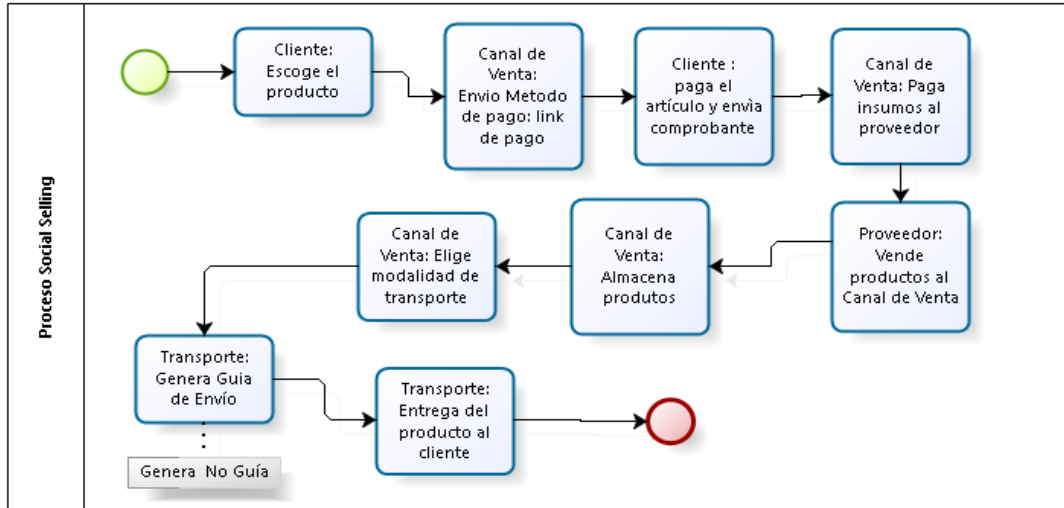 Proceso Social Selling
Cliente:
Escoge el
producto
Canal de
Venta:
Envio Metodo
de pago: link
de pago
Cliente :
paga el
artículo y envìa
comprobante
Canal de
Venta: Paga
insumos al
proveedor
Proveedor:
Vende
productos al
Canal de Venta
Canal de
Venta:
Almacena
produtos
Canal de
Venta: Elige
modalidad de
transporte
Transporte:
Genera Guia
de Envío
Genera No Guía
Transporte:
Entrega del
producto al
cliente